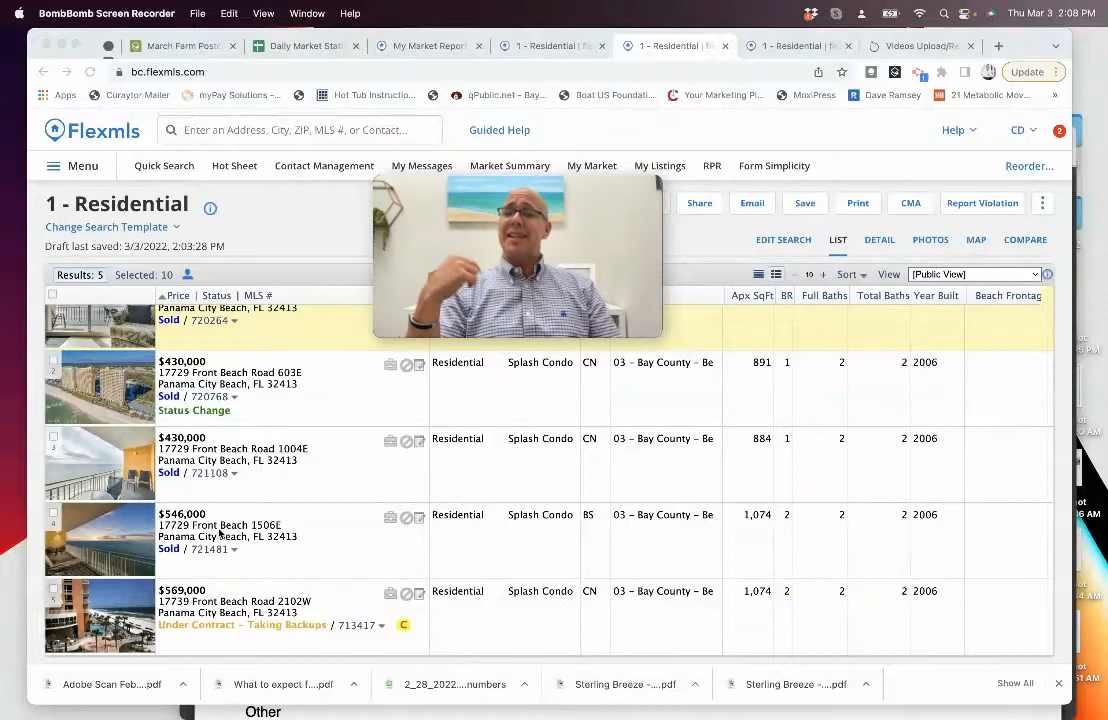 BombBomb Screen Recorder File Edit View Window Help Thu Mar 3 2:08 PM
March Farm Postc Daily Market Stati My Market Report 1 - Residential | fle 1 - Residential | fle 1 - Residential | fle Videos Upload/Re
bc.flexmls.com Update
Apps Curaytor Mailer myPay Solutions -... Hot Tub Instructio... qPublic.net - Bay... Boat US Foundati... Your Marketing Pl... MoxiPress Dave Ramsey 21 Metabolic Mov... »
Flexmls Enter an Address, City, ZIP, MLS #, or Contact... Guided Help Help CD 2
Menu Quick Search Hot Sheet Contact Management My Messages Market Summary My Market My Listings RPR Form Simplicity Reorder...
1 - Residential Share Email Save Print CMA Report Violation
Change Search Template
Draft last saved: 3/3/2022, 2:03:28 PM EDIT SEARCH LIST DETAIL PHOTOS MAP COMPARE
Results: 5 Selected: 10 - 10 + Sort View [Public View]
Price | Status | MLS # Apx SqFt BR Full Baths Total Baths Year Built Beach Frontag
Panama City Beach, FL 32413
Sold / 720264
2 $430,000 Residential Splash Condo CN 03 - Bay County - Be 891 1 2 2 2006
17729 Front Beach Road 603E
Panama City Beach, FL 32413
Sold / 720768
Status Change
3 $430,000 Residential Splash Condo CN 03 - Bay County - Be 884 1 2 2 2006
17729 Front Beach Road 1004E
Panama City Beach, FL 32413
Sold / 721108
4 $546,000 Residential Splash Condo BS 03 - Bay County - Be 1,074 2 2 2 2006
17729 Front Beach 1506E
Panama City Beach, FL 32413
Sold / 721481
5 $569,000 Residential Splash Condo CN 03 - Bay County - Be 1,074 2 2 2 2006
17739 Front Beach Road 2102W
Panama City Beach, FL 32413
Under Contract - Taking Backups / 713417 C
Adobe Scan Feb....pdf What to expect f....pdf 2_28_2022....numbers Sterling Breeze -....pdf Sterling Breeze -....pdf Show All
Other